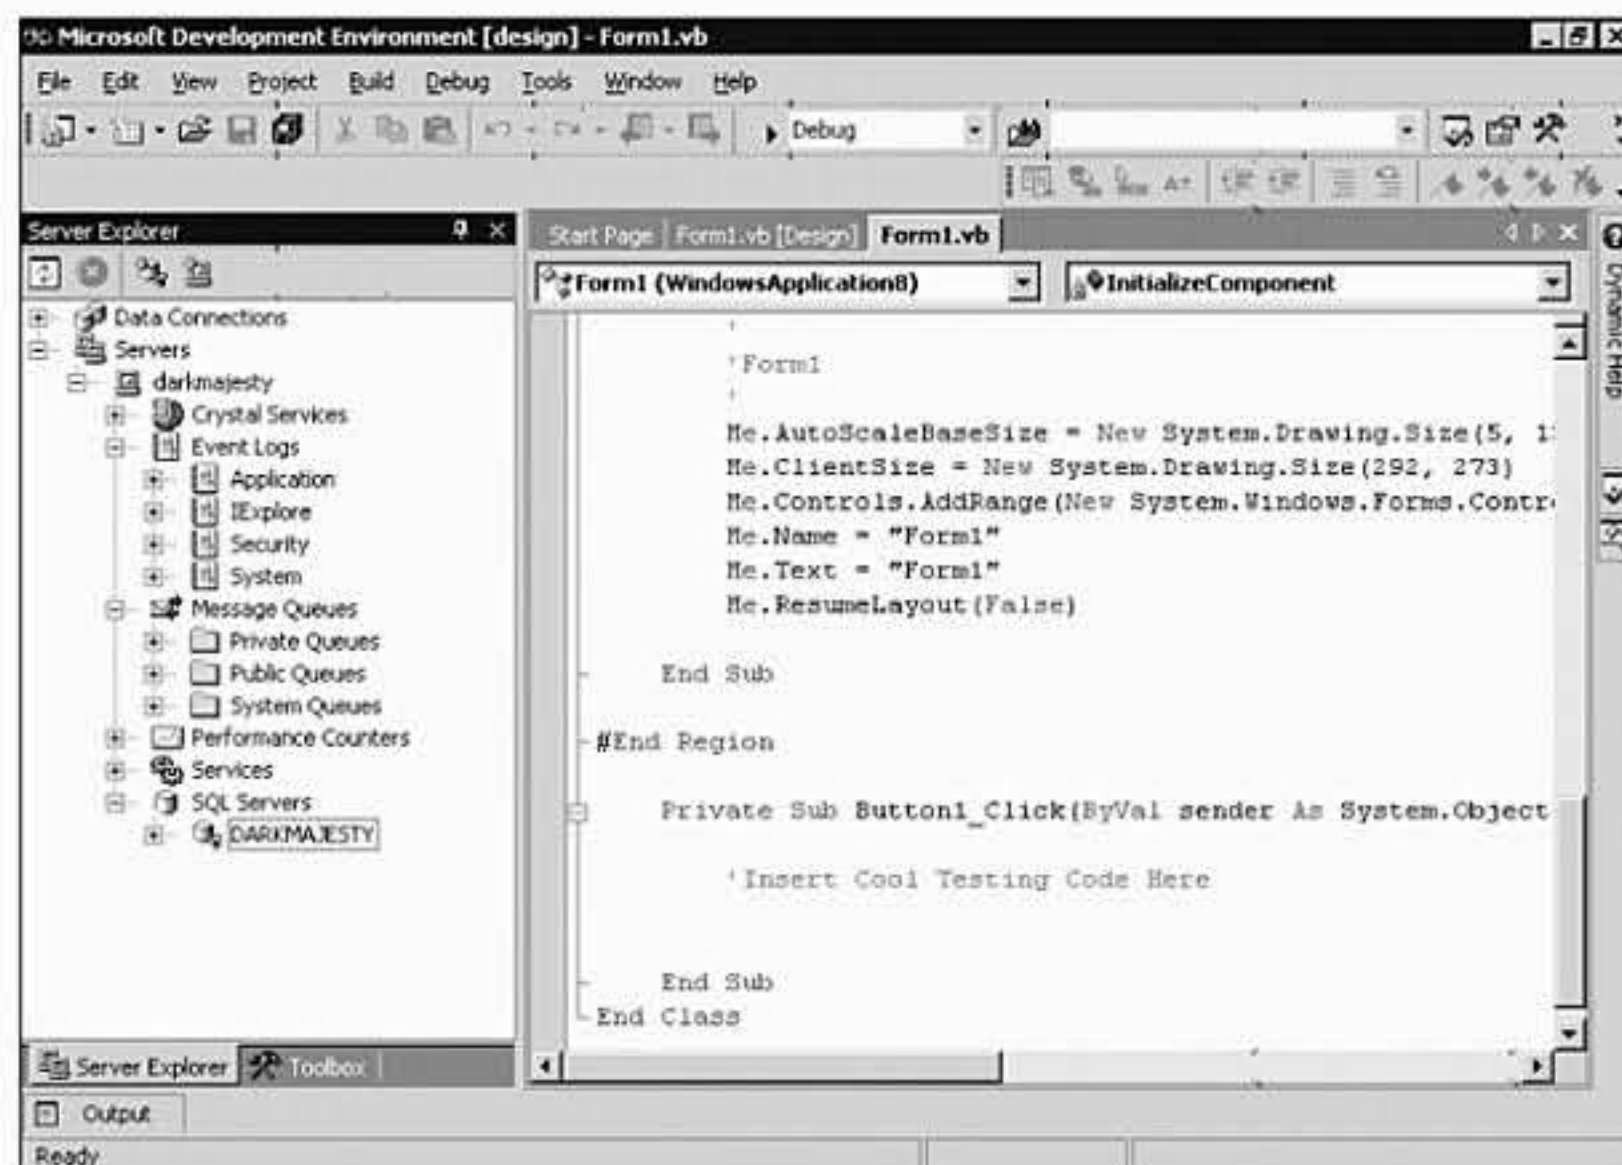 Microsoft Development Environment [design] - Form1.vb
File Edit View Project Build Debug Tools Window Help
Debug
Server Explorer
Start Page Form1.vb [Design] Form1.vb
Form1 (WindowsApplication8) InitializeComponent
Data Connections
Servers
darkmajesty
Crystal Services
Event Logs
Application
IExplore
Security
System
Message Queues
Private Queues
Public Queues
System Queues
Performance Counters
Services
SQL Servers
DARKMAJESTY
'
'Form1
'
Me.AutoScaleBaseSize = New System.Drawing.Size(5, 1
Me.ClientSize = New System.Drawing.Size(292, 273)
Me.Controls.AddRange(New System.Windows.Forms.Contr
Me.Name = "Form1"
Me.Text = "Form1"
Me.ResumeLayout(False)
End Sub
#End Region
Private Sub Button1_Click(ByVal sender As System.Object
'Insert Cool Testing Code Here
End Sub
End Class
Dynamic Help
Server Explorer Toolbox
Output
Ready